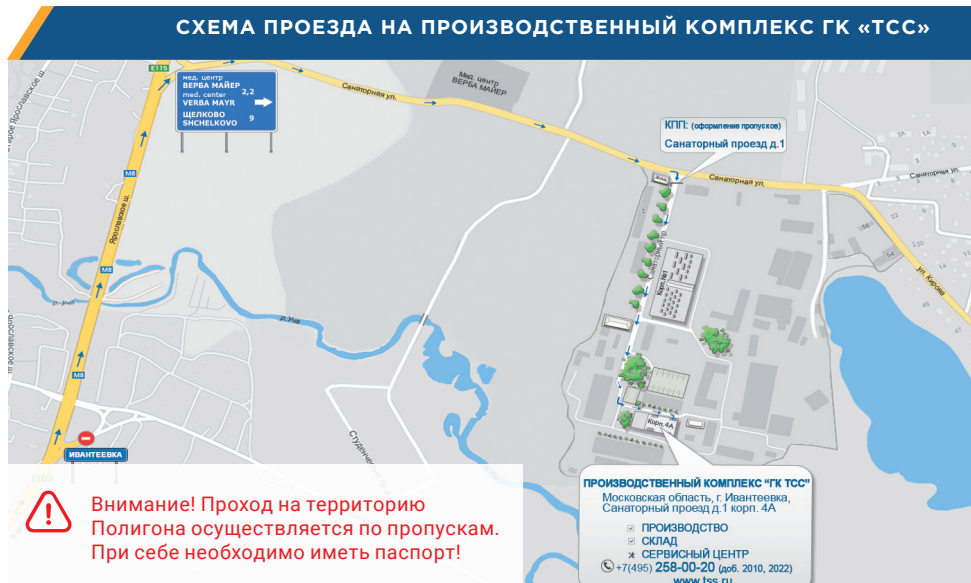 СХЕМА ПРОЕЗДА НА ПРОИЗВОДСТВЕННЫЙ КОМПЛЕКС ГК «ТСС»
E115
мед. центр
ВЕРБА МАЙЕР
med. center 2,2
VERBA MAYR
ЩЕЛКОВО 9
SHCHELKOVO
Санаторная ул.
Мед. центр
ВЕРБА МАЙЕР
КПП: (оформление пропусков)
Санаторный проезд д.1
Санаторная ул.
Санаторная ул.
Старое Ярославское ш.
M8
Ярославское ш.
M8
р. Уча
р. Уча
Санаторный пр.
Корп.№1
ул. Кирова
M8
ИВАНТЕЕВКА
Корп.4А
ПРОИЗВОДСТВЕННЫЙ КОМПЛЕКС "ГК ТСС"
Московская область, г. Ивантеевка,
Санаторный проезд д.1 корп. 4А
ПРОИЗВОДСТВО
СКЛАД
СЕРВИСНЫЙ ЦЕНТР
+7(495) 258-00-20 (доб. 2010, 2022)
www.tss.ru
Внимание! Проход на территорию
Полигона осуществляется по пропускам.
При себе необходимо иметь паспорт!